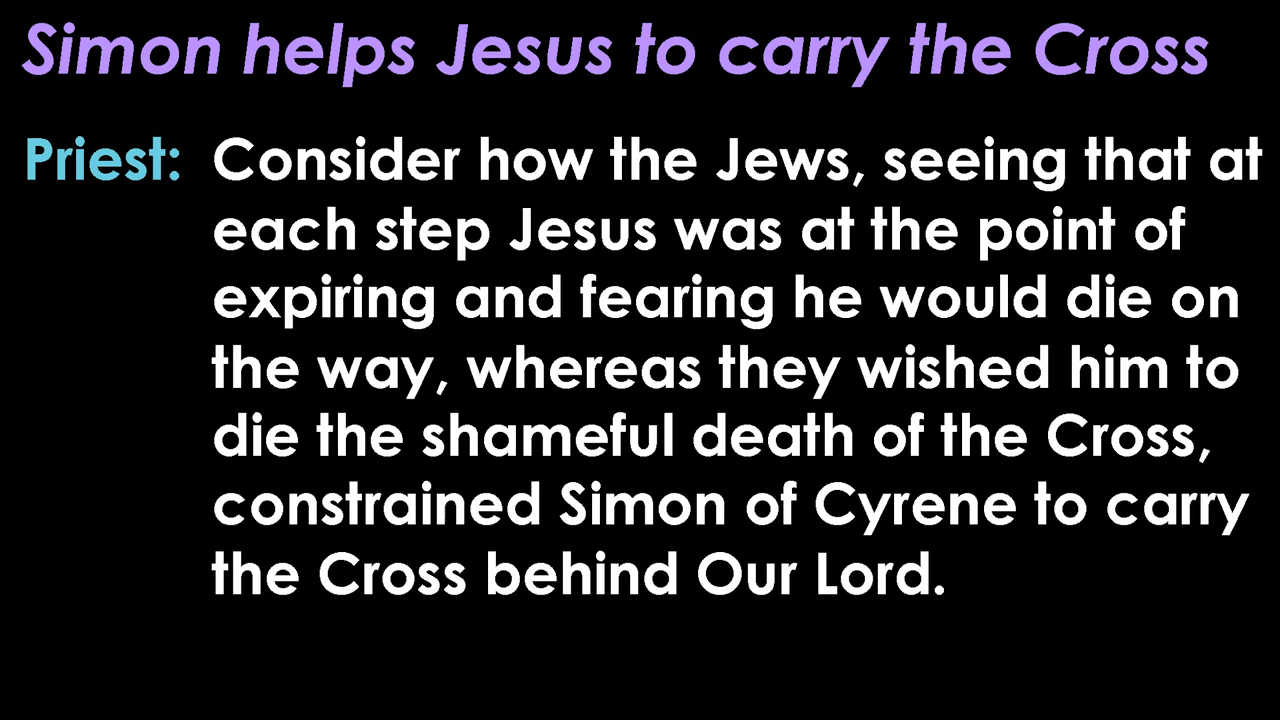 Simon helps Jesus to carry the Cross
Priest: Consider how the Jews, seeing that at
each step Jesus was at the point of
expiring and fearing he would die on
the way, whereas they wished him to
die the shameful death of the Cross,
constrained Simon of Cyrene to carry
the Cross behind Our Lord.